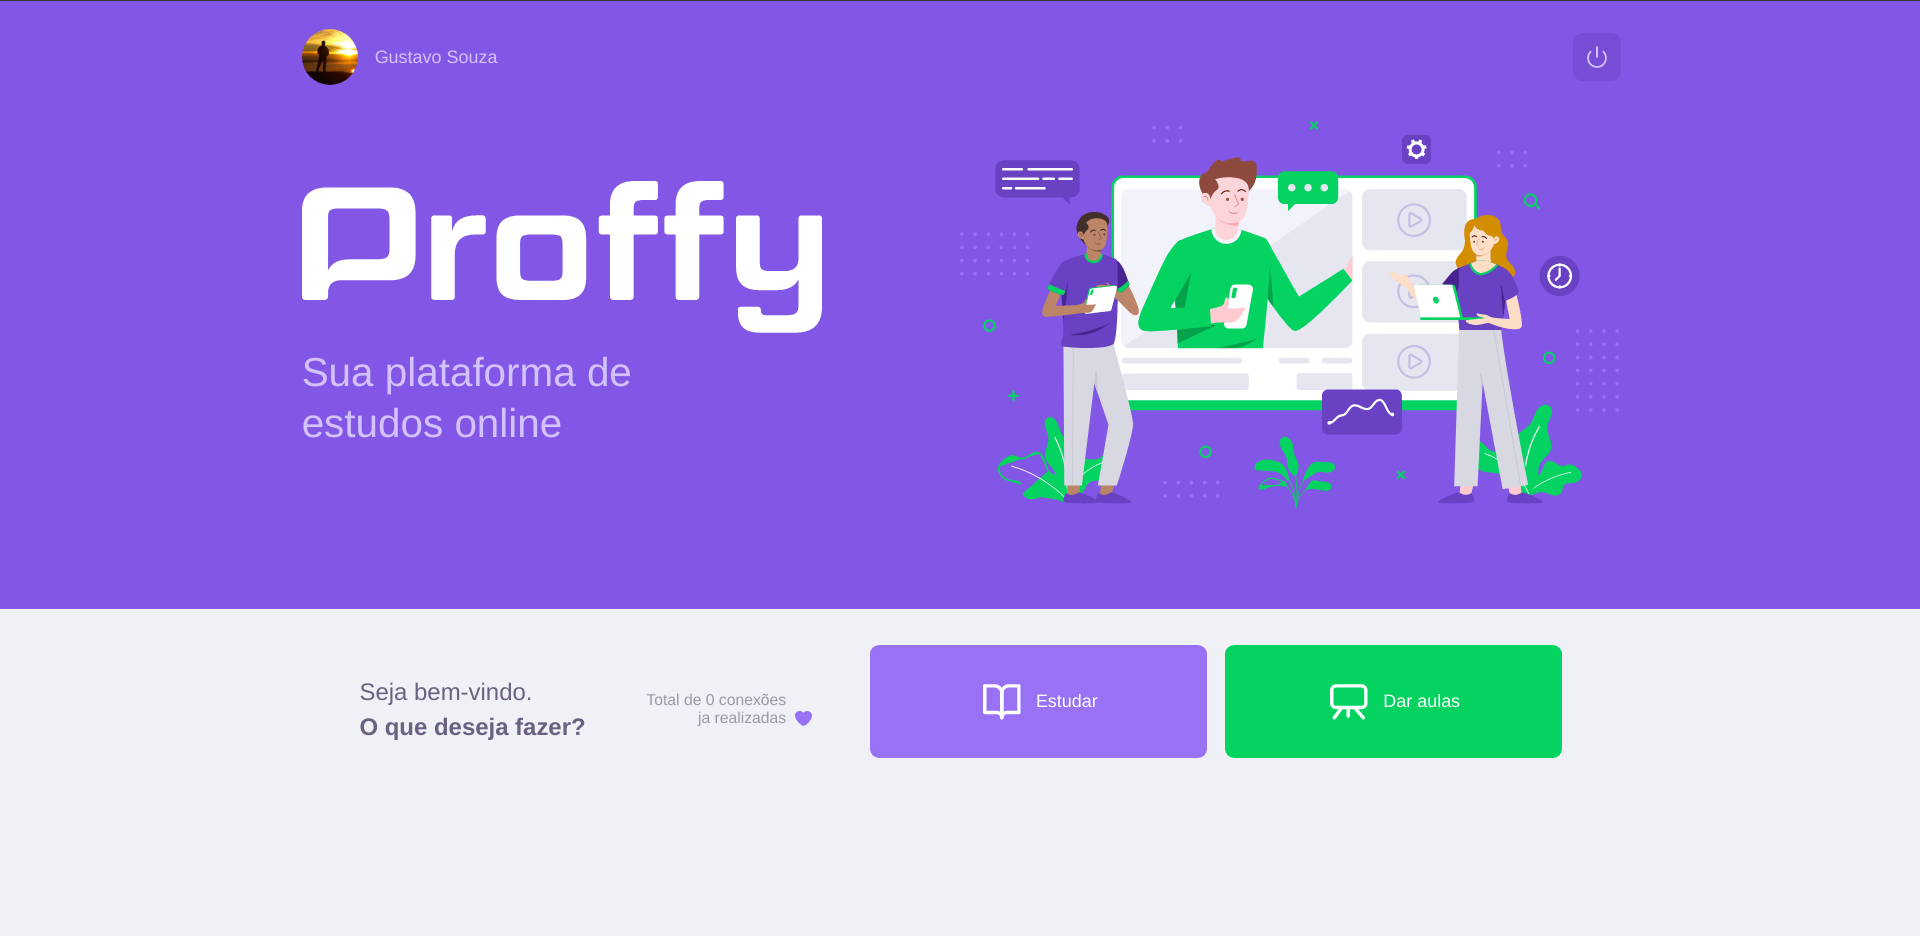 Gustavo Souza
Proffy
Sua plataforma de
estudos online
Seja bem-vindo.
O que deseja fazer?
Total de 0 conexões
ja realizadas
Estudar
Dar aulas